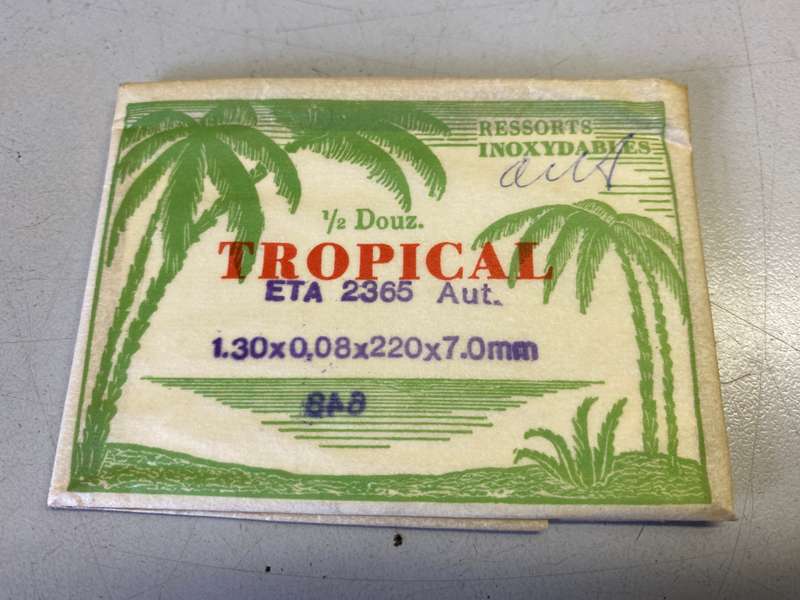 RESSORTS
INOXYDABLES
½ Douz.
TROPICAL
ETA 2365 Aut.
1.30x0,08x220x7.0mm